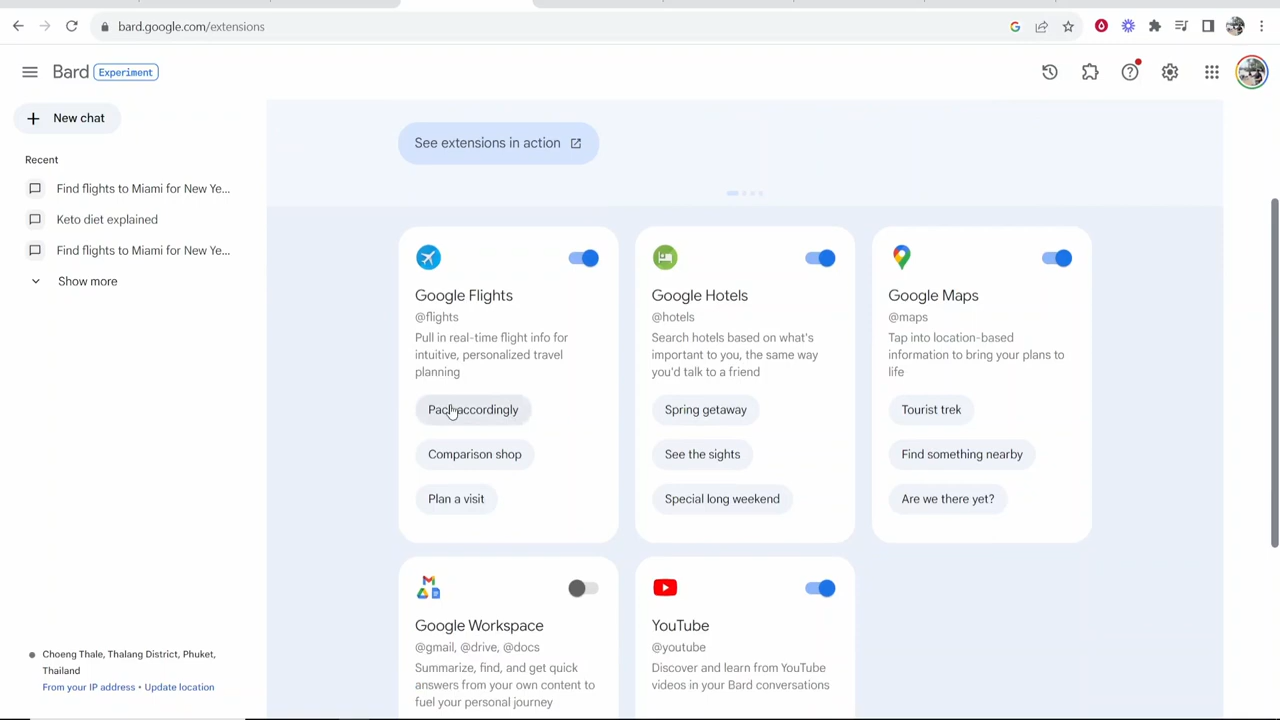 bard.google.com/extensions
Bard Experiment
New chat
Recent
Find flights to Miami for New Ye...
Keto diet explained
Find flights to Miami for New Ye...
Show more
Choeng Thale, Thalang District, Phuket,
Thailand
From your IP address • Update location
See extensions in action
Google Flights
@flights
Pull in real-time flight info for
intuitive, personalized travel
planning
Pack accordingly
Comparison shop
Plan a visit
Google Hotels
@hotels
Search hotels based on what's
important to you, the same way
you'd talk to a friend
Spring getaway
See the sights
Special long weekend
Google Maps
@maps
Tap into location-based
information to bring your plans to
life
Tourist trek
Find something nearby
Are we there yet?
Google Workspace
@gmail, @drive, @docs
Summarize, find, and get quick
answers from your own content to
fuel your personal journey
YouTube
@youtube
Discover and learn from YouTube
videos in your Bard conversations